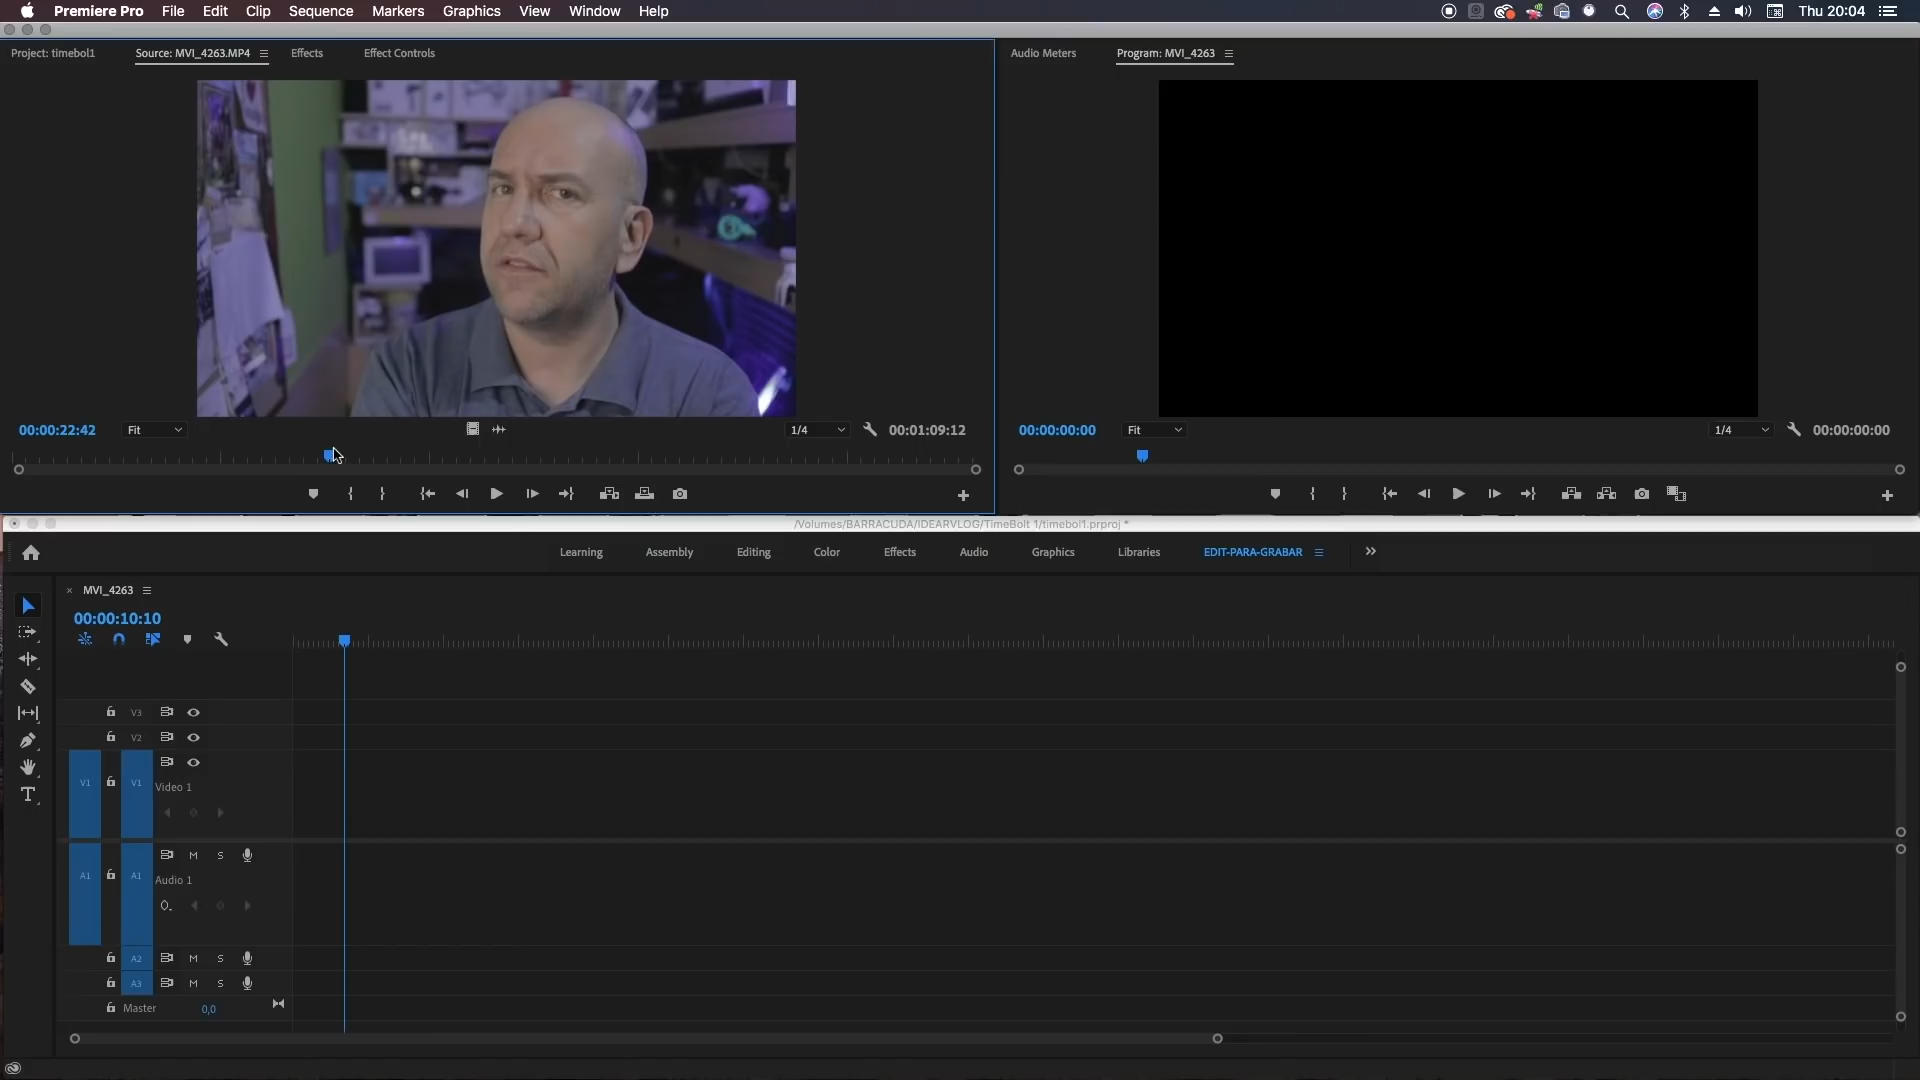 Premiere Pro File Edit Clip Sequence Markers Graphics View Window Help Thu 20:04
Project: timebol1 Source: MVI_4263.MP4 Effects Effect Controls Audio Meters Program: MVI_4263
00:00:22:42 Fit 1/4 00:01:09:12 00:00:00:00 Fit 1/4 00:00:00:00
/Volumes/BARRACUDA/IDEARVLOG/TimeBolt 1/timebol1.prproj *
Learning Assembly Editing Color Effects Audio Graphics Libraries EDIT-PARA-GRABAR
× MVI_4263
00:00:10:10
V3
V2
V1 V1
Video 1
M S
A1 A1
Audio 1
A2 M S
A3 M S
Master 0,0